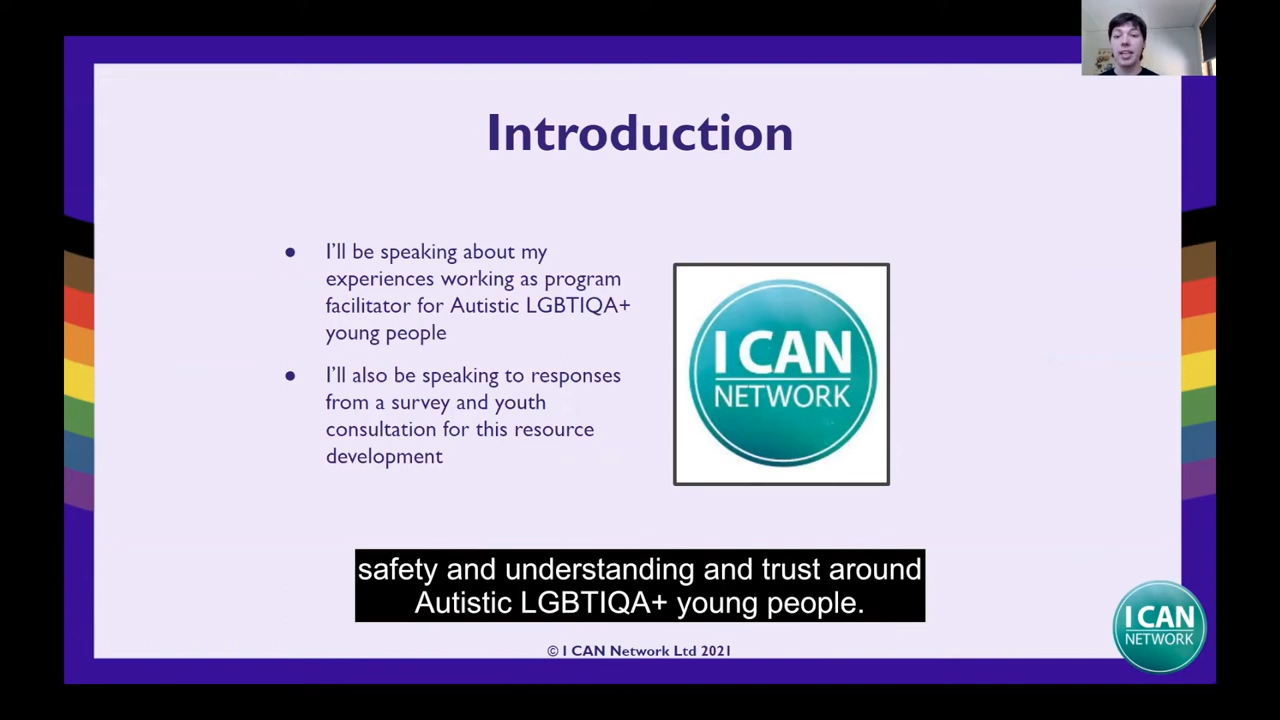 Introduction
● I'll be speaking about my
experiences working as program
facilitator for Autistic LGBTIQA+
young people
● I'll also be speaking to responses
from a survey and youth
consultation for this resource
development
I CAN
NETWORK
safety and understanding and trust around
Autistic LGBTIQA+ young people.
© I CAN Network Ltd 2021
I CAN
NETWORK